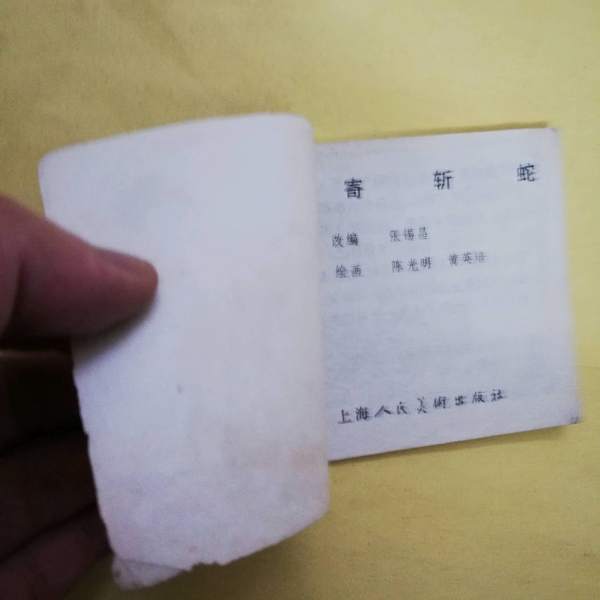 寄斩蛇
改编 张锡昌
绘画 陈光明 黄英浩
上海人民美术出版社